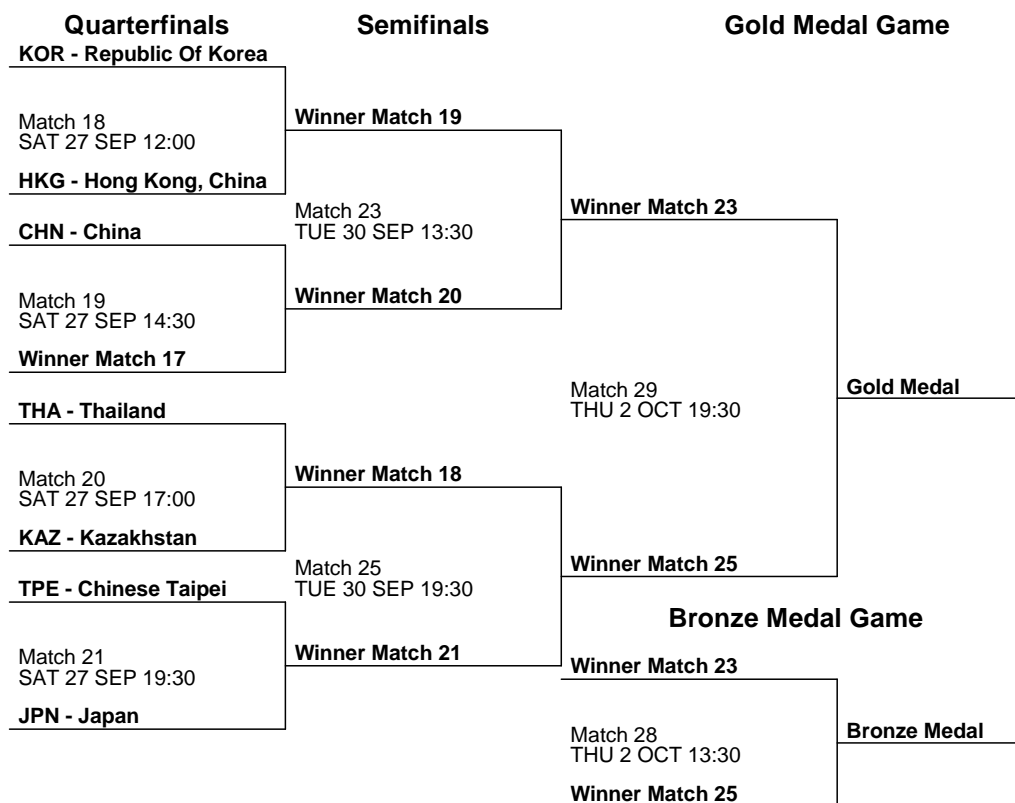 Quarterfinals
Semifinals
Gold Medal Game
KOR - Republic Of Korea
Match 18
SAT 27 SEP 12:00
HKG - Hong Kong, China
CHN - China
Match 19
SAT 27 SEP 14:30
Winner Match 17
THA - Thailand
Match 20
SAT 27 SEP 17:00
KAZ - Kazakhstan
TPE - Chinese Taipei
Match 21
SAT 27 SEP 19:30
JPN - Japan
Winner Match 19
Match 23
TUE 30 SEP 13:30
Winner Match 20
Winner Match 18
Match 25
TUE 30 SEP 19:30
Winner Match 21
Winner Match 23
Match 29
THU 2 OCT 19:30
Winner Match 25
Gold Medal
Bronze Medal Game
Winner Match 23
Match 28
THU 2 OCT 13:30
Winner Match 25
Bronze Medal